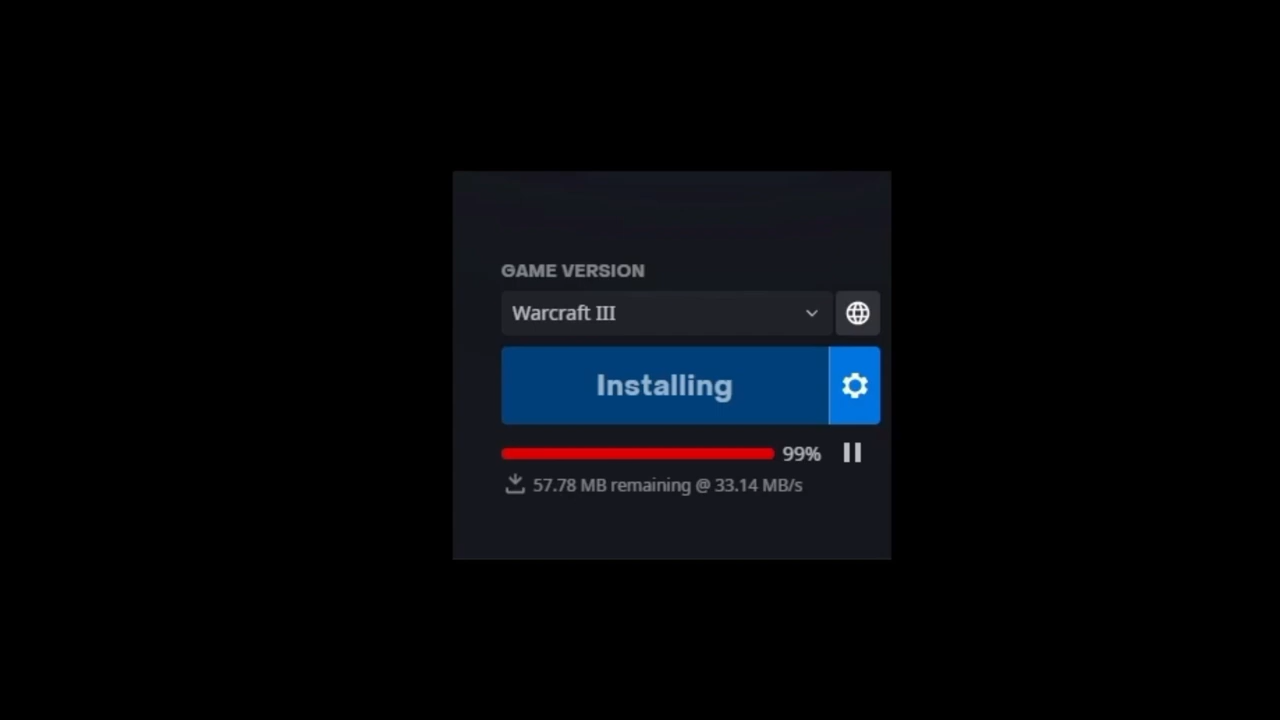 GAME VERSION
Warcraft III
Installing
99%
57.78 MB remaining @ 33.14 MB/s